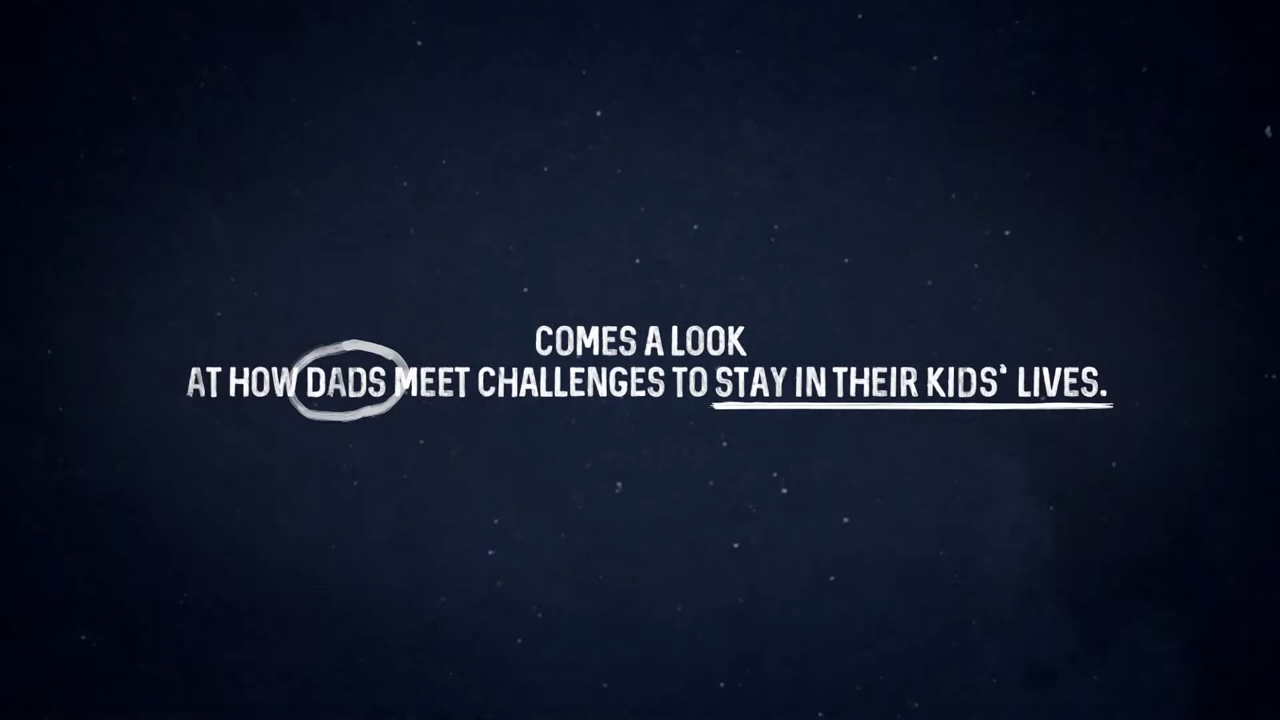 COMES A LOOK
AT HOW DADS MEET CHALLENGES TO STAY IN THEIR KIDS' LIVES.